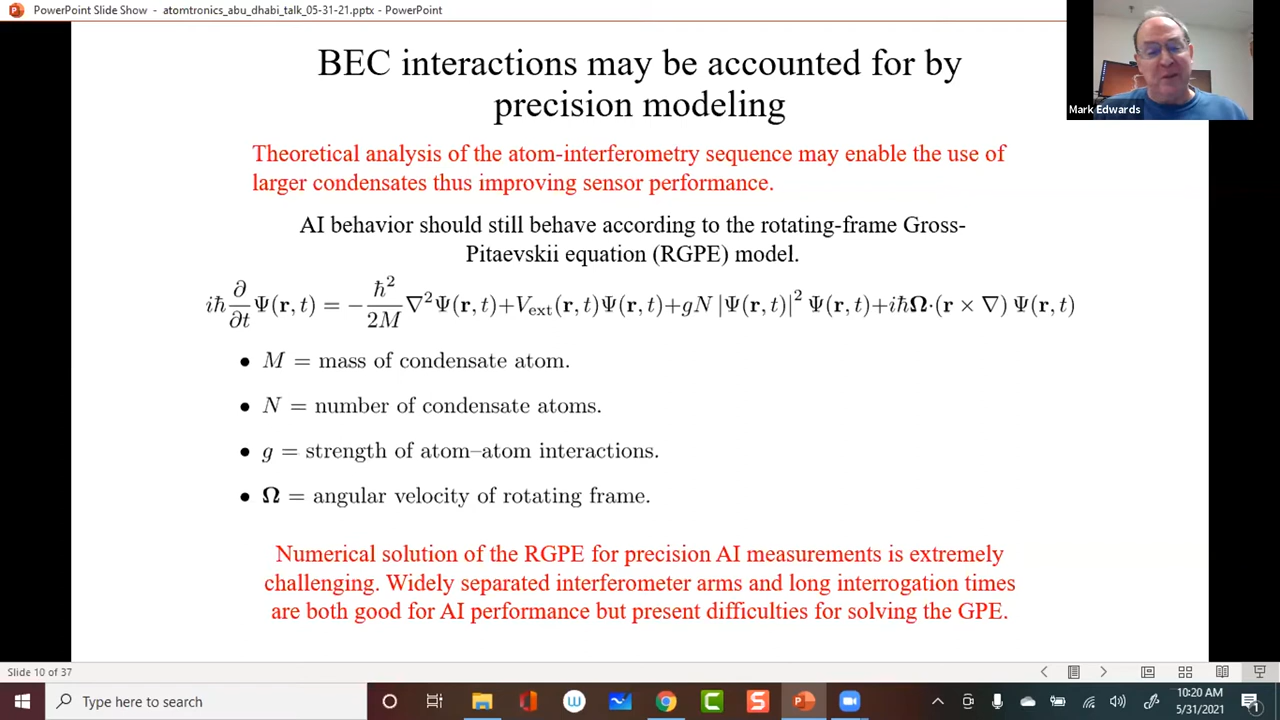 PowerPoint Slide Show - atomtronics_abu_dhabi_talk_05-31-21.pptx - PowerPoint
Mark Edwards
BEC interactions may be accounted for by
precision modeling
Theoretical analysis of the atom-interferometry sequence may enable the use of
larger condensates thus improving sensor performance.
AI behavior should still behave according to the rotating-frame Gross-
Pitaevskii equation (RGPE) model.
iħ ∂/∂t Ψ(r, t) = − ħ²/2M ∇²Ψ(r, t)+V_ext(r, t)Ψ(r, t)+gN |Ψ(r, t)|² Ψ(r, t)+iħΩ·(r × ∇) Ψ(r, t)
• M = mass of condensate atom.
• N = number of condensate atoms.
• g = strength of atom–atom interactions.
• Ω = angular velocity of rotating frame.
Numerical solution of the RGPE for precision AI measurements is extremely
challenging. Widely separated interferometer arms and long interrogation times
are both good for AI performance but present difficulties for solving the GPE.
Slide 10 of 37
Type here to search
10:20 AM
5/31/2021